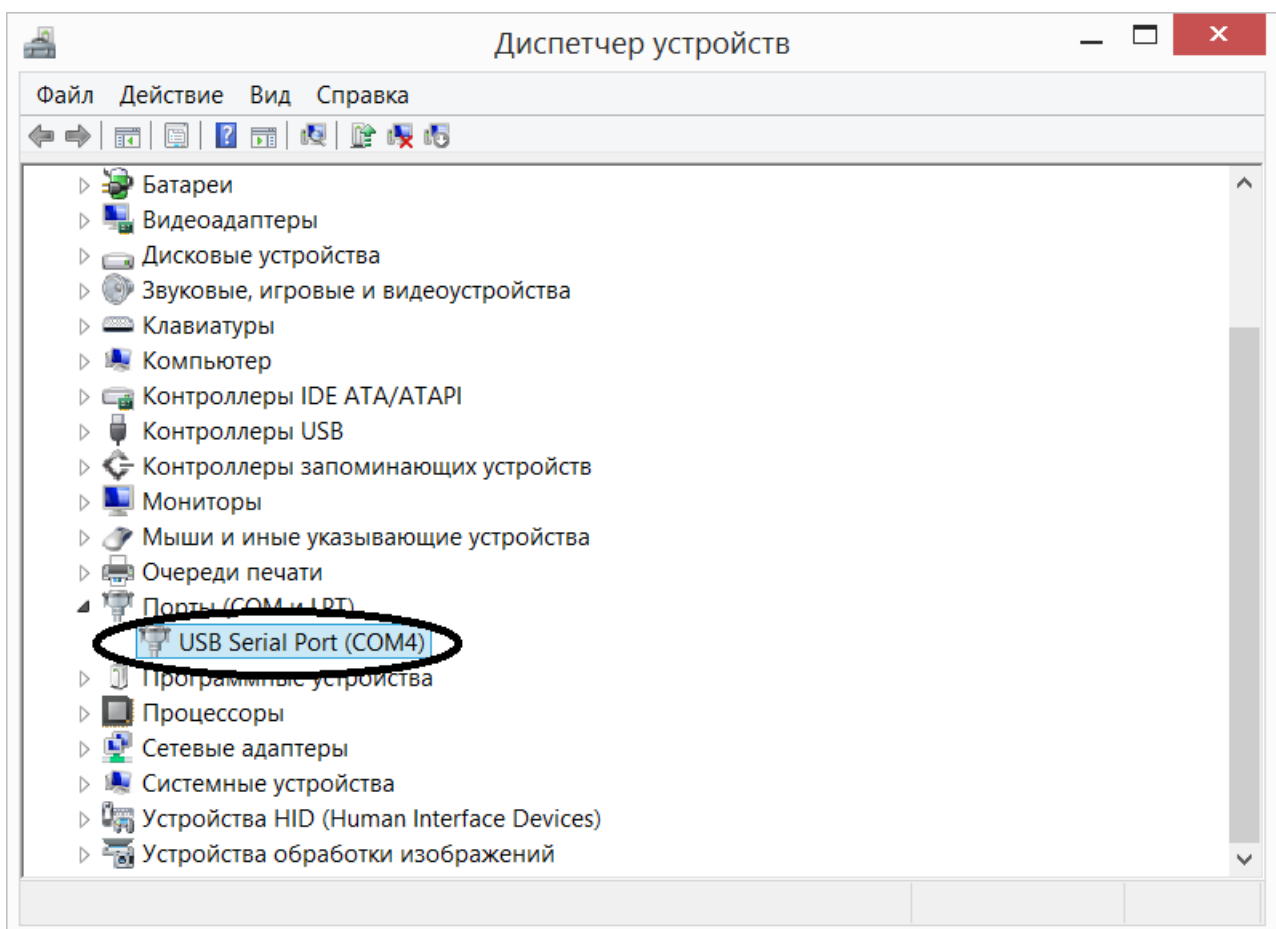 Диспетчер устройств
Файл Действие Вид Справка
Батареи
Видеоадаптеры
Дисковые устройства
Звуковые, игровые и видеоустройства
Клавиатуры
Компьютер
Контроллеры IDE ATA/ATAPI
Контроллеры USB
Контроллеры запоминающих устройств
Мониторы
Мыши и иные указывающие устройства
Очереди печати
Порты (COM и LPT)
USB Serial Port (COM4)
Программные устройства
Процессоры
Сетевые адаптеры
Системные устройства
Устройства HID (Human Interface Devices)
Устройства обработки изображений